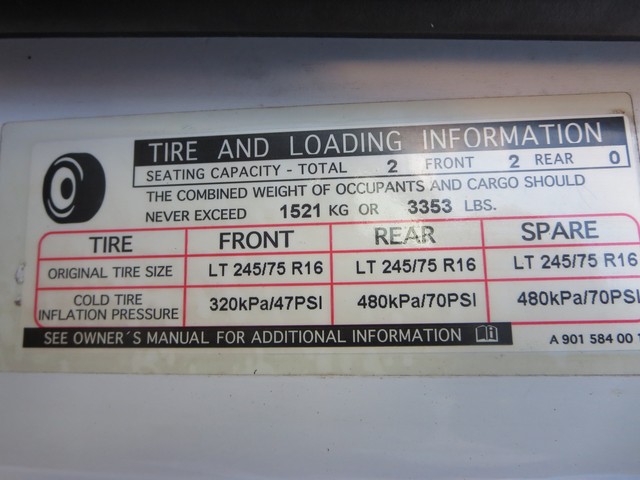 TIRE AND LOADING INFORMATION
SEATING CAPACITY - TOTAL 2 FRONT 2 REAR 0
THE COMBINED WEIGHT OF OCCUPANTS AND CARGO SHOULD
NEVER EXCEED 1521 KG OR 3353 LBS.
TIRE FRONT REAR SPARE
ORIGINAL TIRE SIZE LT 245/75 R16 LT 245/75 R16 LT 245/75 R16
COLD TIRE
INFLATION PRESSURE 320kPa/47PSI 480kPa/70PSI 480kPa/70PSI
SEE OWNER´S MANUAL FOR ADDITIONAL INFORMATION
A 901 584 00